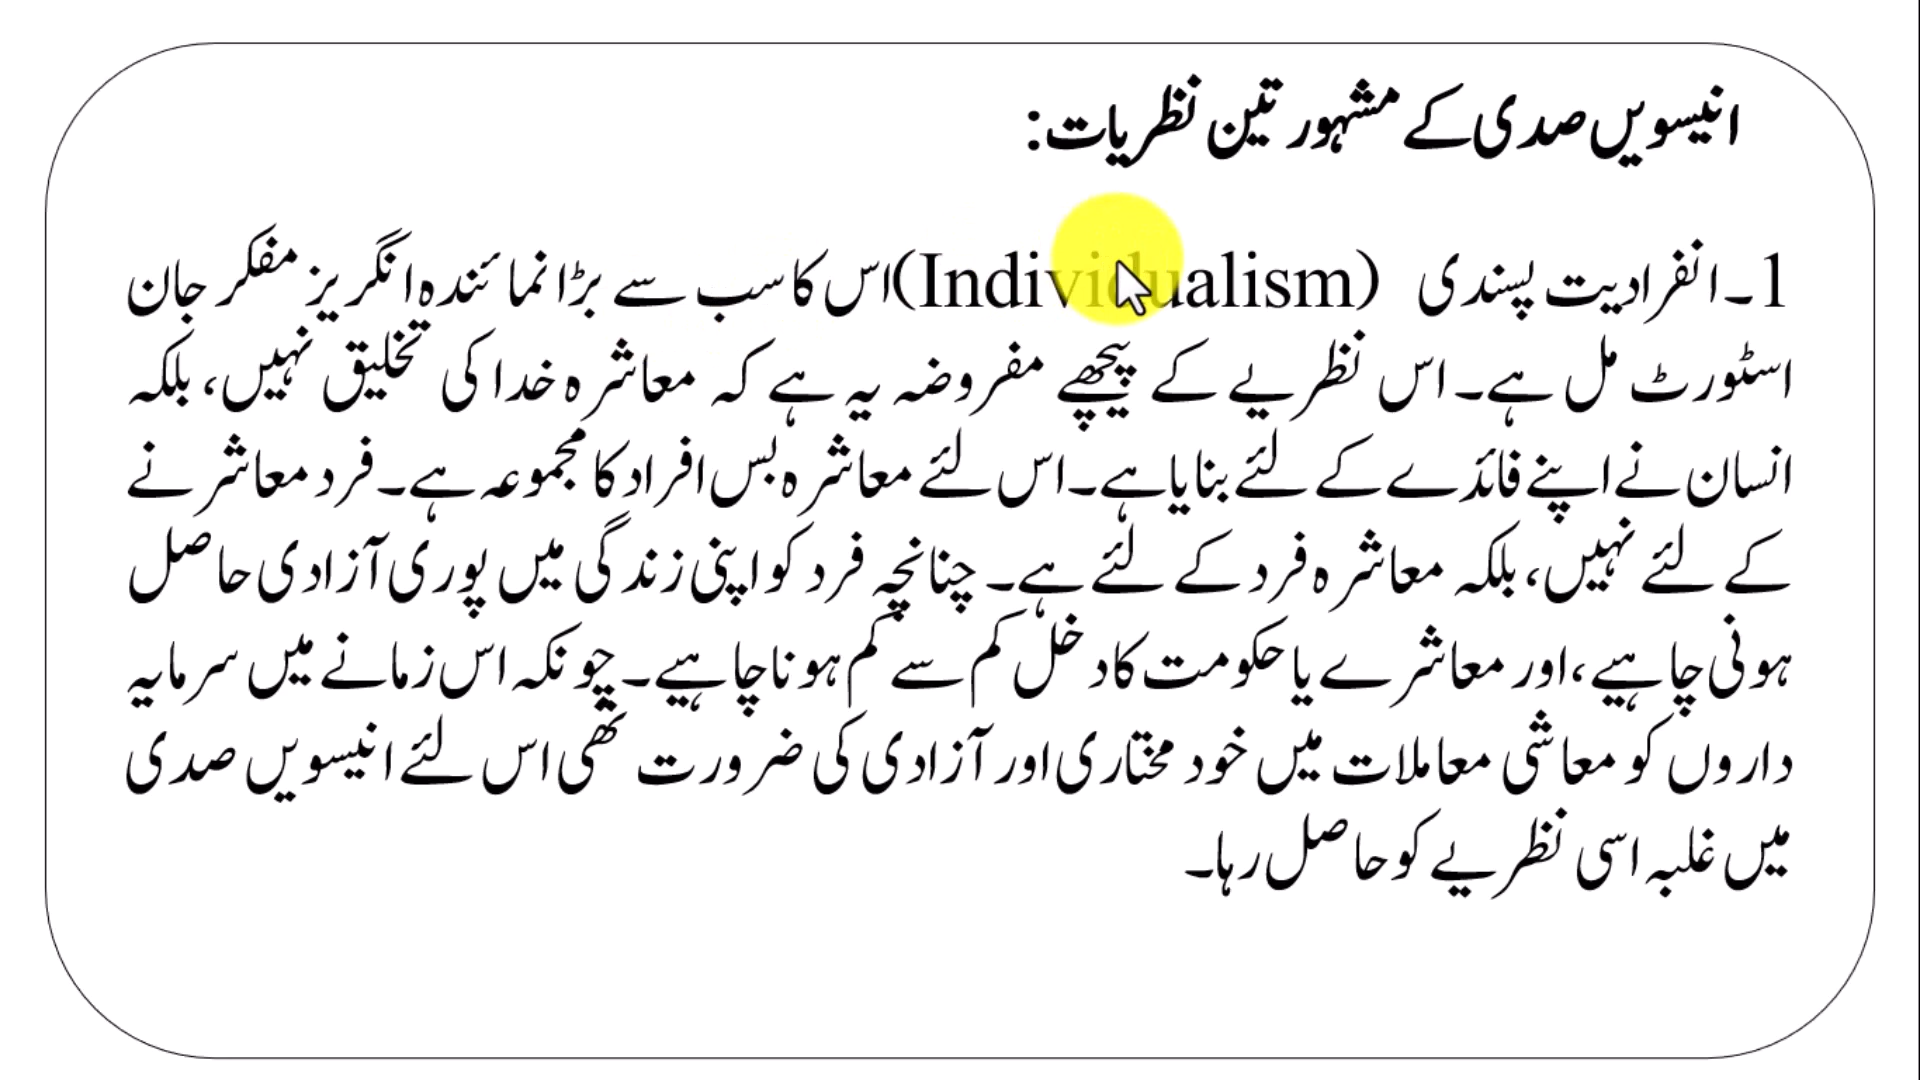 انیسویں صدی کے مشہور تین نظریات:
1۔انفرادیت پسندی (Individualism)اس کا سب سے بڑا نمائندہ انگریز مفکر جان
اسٹورٹ مل ہے۔اس نظریے کے پیچھے مفروضہ یہ ہے کہ معاشرہ خدا کی تخلیق نہیں، بلکہ
انسان نے اپنے فائدے کے لئے بنایا ہے۔اس لئے معاشرہ بس افراد کا مجموعہ ہے۔فرد معاشرنے
کے لئے نہیں، بلکہ معاشرہ فرد کے لئے ہے۔ چنانچہ فرد کو اپنی زندگی میں پوری آزادی حاصل
ہونی چاہیے، اور معاشرے یا حکومت کا دخل کم سے کم ہونا چاہیے۔چونکہ اس زمانے میں سرمایہ
داروں کو معاشی معاملات میں خود مختاری اور آزادی کی ضرورت تھی اس لئے انیسویں صدی
میں غلبہ اسی نظریے کو حاصل رہا۔